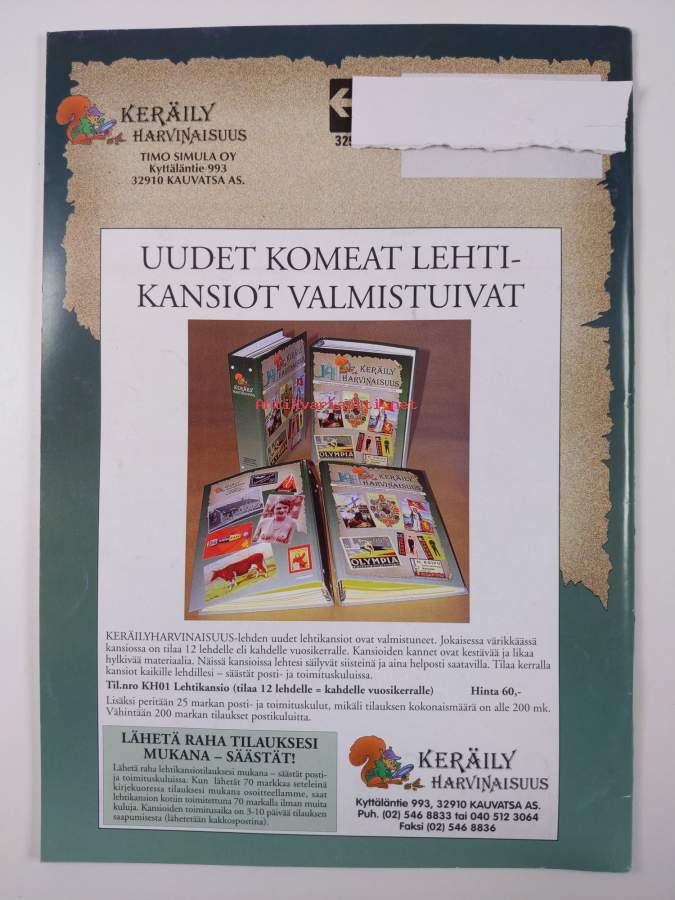 KERÄILY
HARVINAISUUS
TIMO SIMULA OY
Kyttäläntie 993
32910 KAUVATSA AS.
UUDET KOMEAT LEHTI-
KANSIOT VALMISTUIVAT
KERÄILY
HARVINAISUUS
KERÄILY
HARVINAISUUS
OLYMPIA
Antikvariaatti.net
KERÄILY
HARVINAISUUS
OLYMPIA
KERÄILYHARVINAISUUS-lehden uudet lehtikansiot ovat valmistuneet. Jokaisessa värikkäässä
kansiossa on tilaa 12 lehdelle eli kahdelle vuosikerralle. Kansioiden kannet ovat kestävää ja likaa
hylkivää materiaalia. Näissä kansioissa lehtesi säilyvät siisteinä ja aina helposti saatavilla. Tilaa kerralla
kansiot kaikille lehdillesi – säästät posti- ja toimituskuluissa.
Til.nro KH01 Lehtikansio (tilaa 12 lehdelle = kahdelle vuosikerralle) Hinta 60,-
Lisäksi peritään 25 markan posti- ja toimituskulut, mikäli tilauksen kokonaismäärä on alle 200 mk.
Vähintään 200 markan tilaukset postikuluitta.
LÄHETÄ RAHA TILAUKSESI
MUKANA – SÄÄSTÄT!
Lähetä raha lehtikansiotilauksesi mukana – säästät posti-
ja toimituskuluissa. Kun lähetät 70 markkaa seteleinä
kirjekuoressa tilauksesi mukana osoitteellamme, saat
lehtikansion kotiin toimitettuna 70 markalla ilman muita
kuluja. Kansioiden toimitusaika on 3-10 päivää tilauksen
saapumisesta (lähetetään kakkospostina).
KERÄILY
HARVINAISUUS
Kyttäläntie 993, 32910 KAUVATSA AS.
Puh. (02) 546 8833 tai 040 512 3064
Faksi (02) 546 8836